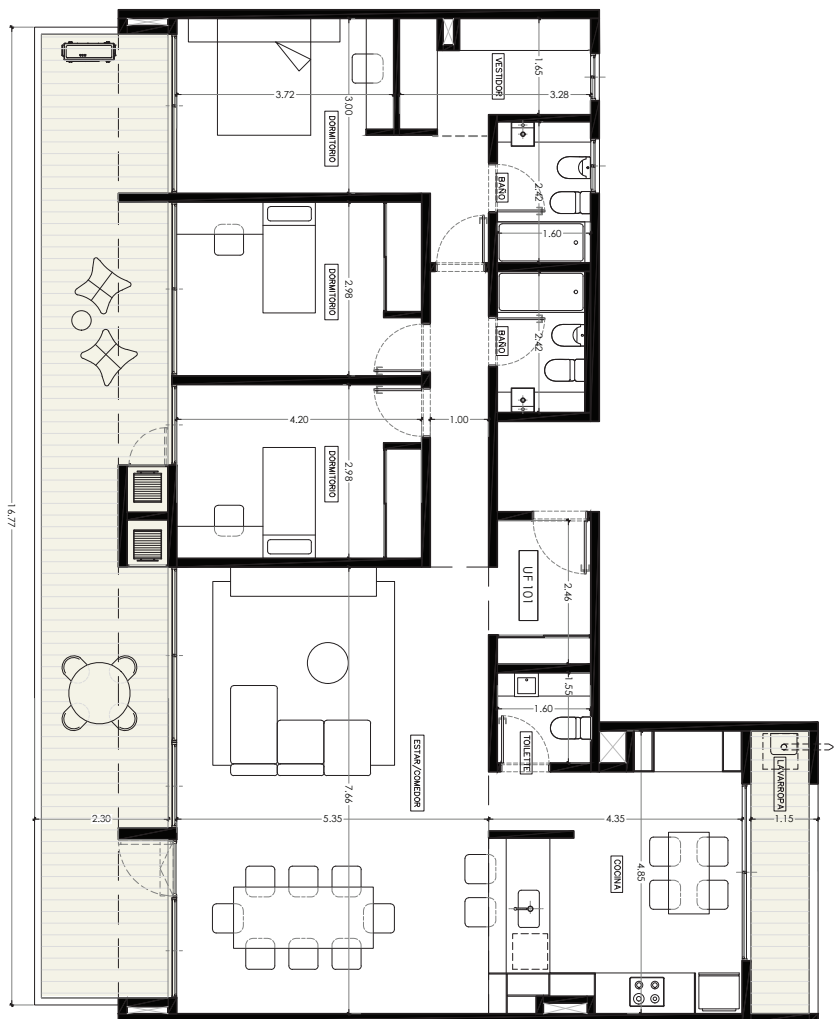 1.65
VESTIDOR
3.72
3.28
3.00
DORMITORIO
BAÑO
2.42
1.60
DORMITORIO
2.98
BAÑO
2.42
4.20
1.00
DORMITORIO
2.98
16.77
UF 101
2.46
1.55
1.60
TOILETTE
ESTAR/COMEDOR
LAVARROPA
7.66
2.30
5.35
4.35
1.15
COCINA
4.85